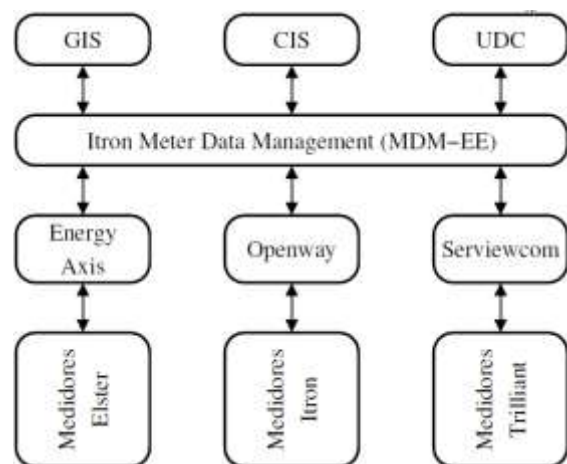 GIS
CIS
UDC
Itron Meter Data Management (MDM-EE)
Energy
Axis
Openway
Serviewcom
Medidores
Elster
Medidores
Itron
Medidores
Trilliant